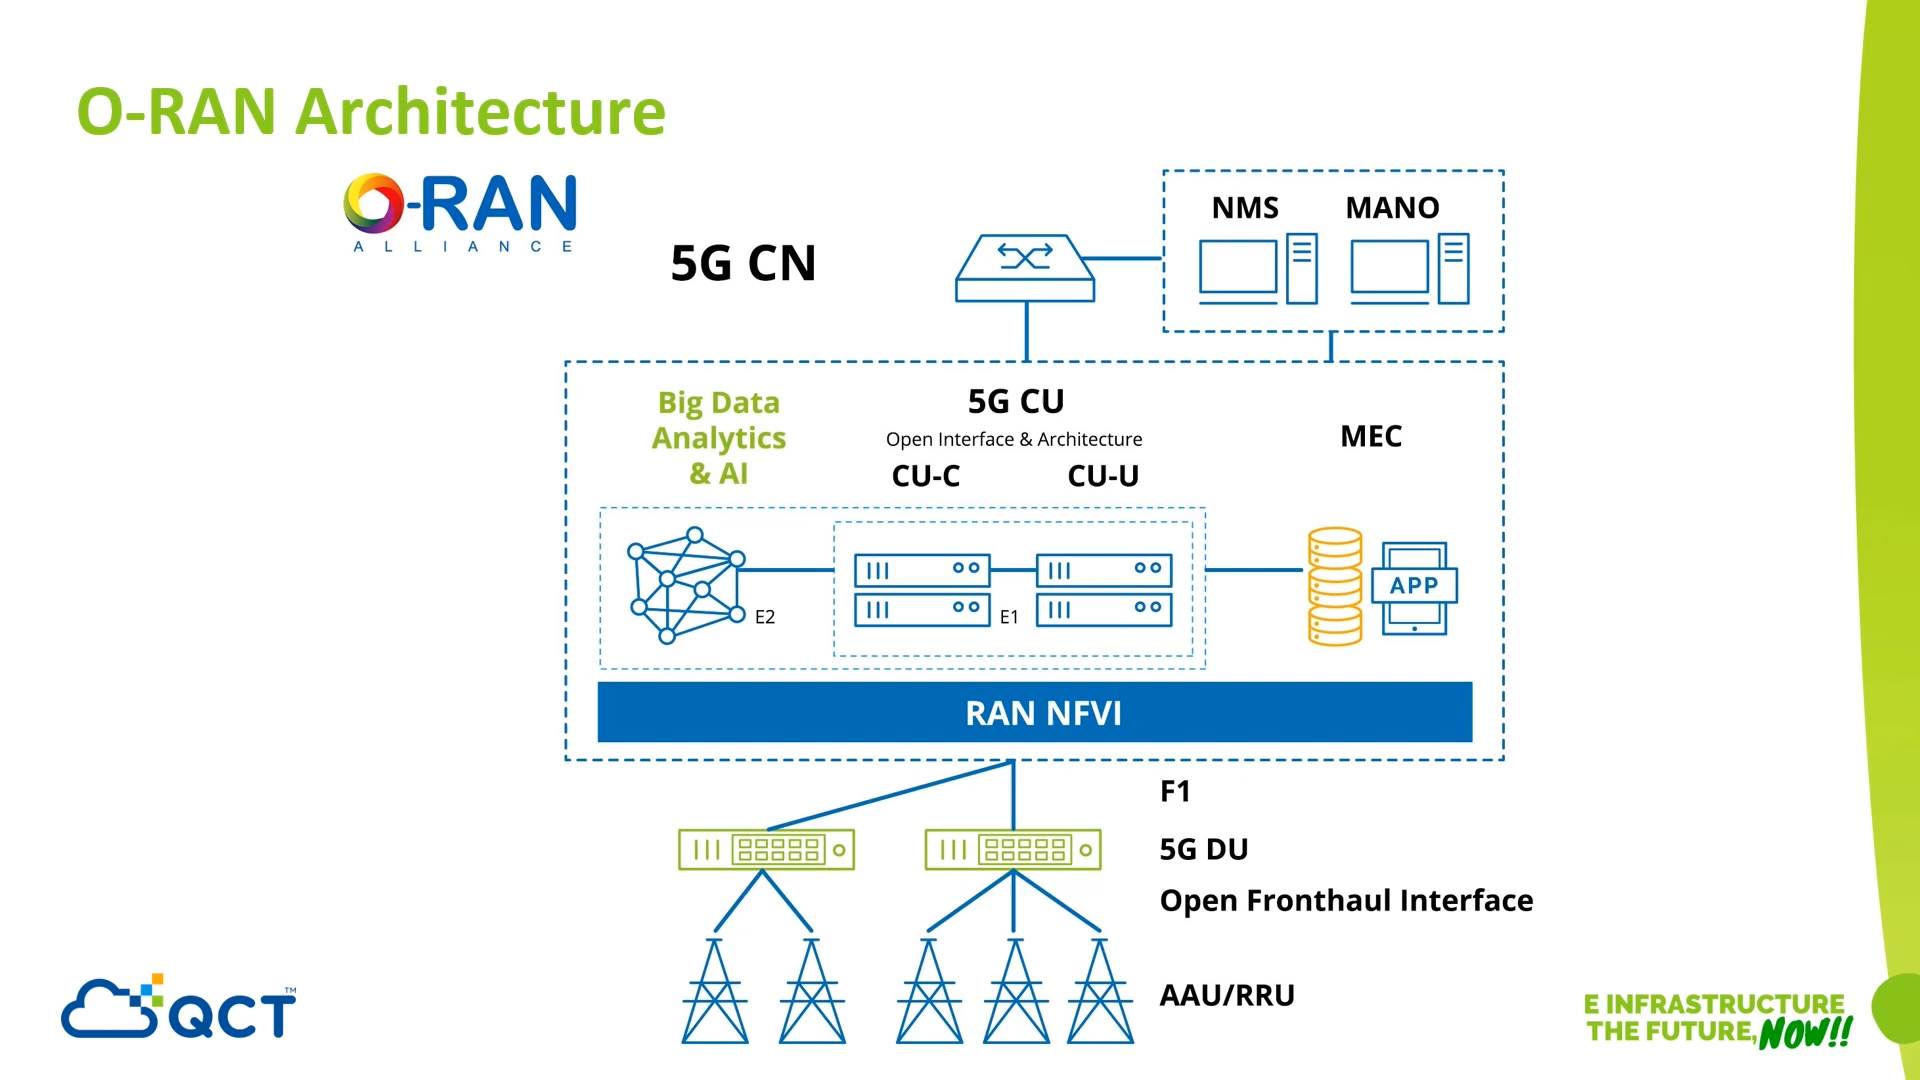 O-RAN Architecture
O-RAN
ALLIANCE
5G CN
NMS MANO
Big Data
Analytics
& AI
5G CU
Open Interface & Architecture
CU-C CU-U
MEC
E2
E1
APP
RAN NFVI
F1
5G DU
Open Fronthaul Interface
AAU/RRU
QCT™
E INFRASTRUCTURE
THE FUTURE, NOW!!